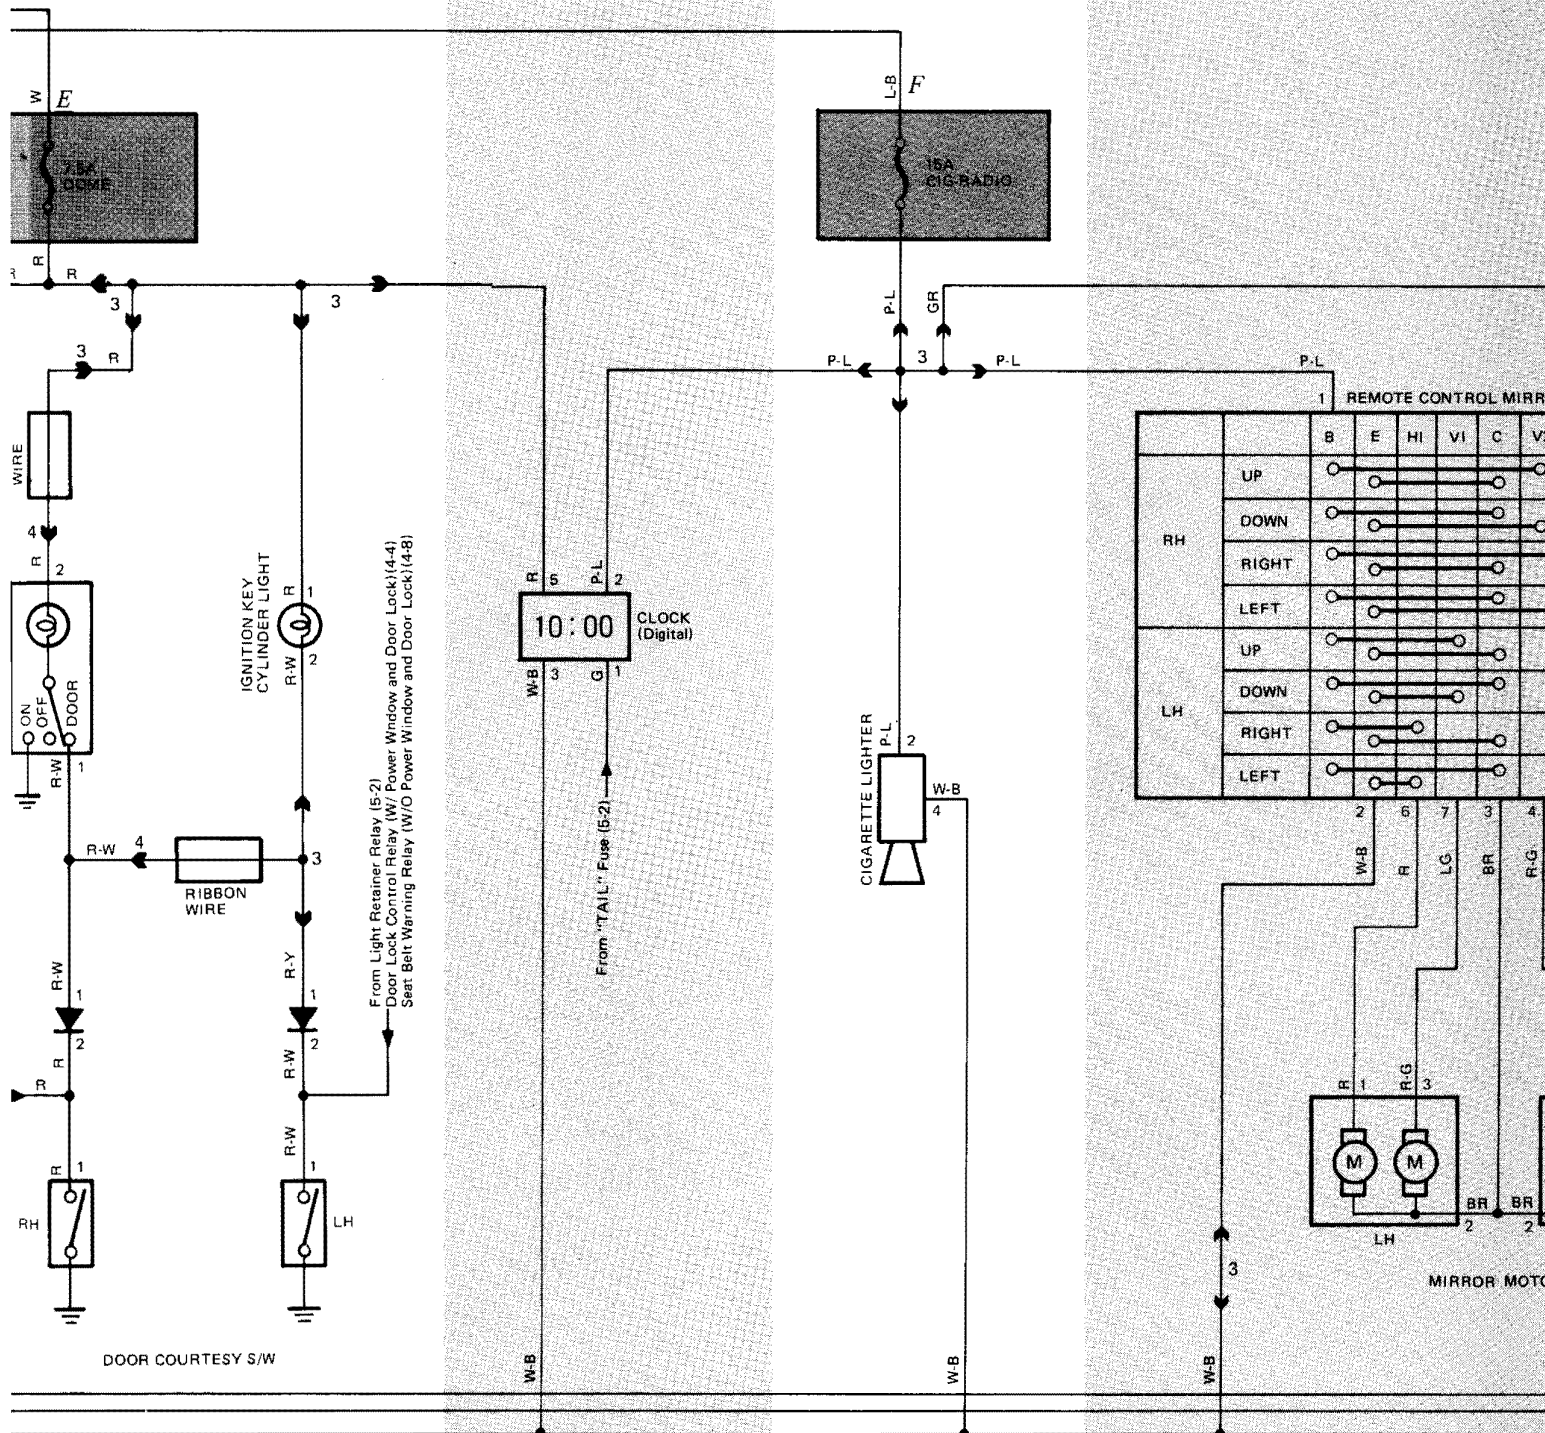 W
E
7.5A
DOME
R
R
R
3
3
3
R
WIRE
4
R
2
ON
OFF
DOOR
R-W
1
IGNITION KEY
CYLINDER LIGHT
R
1
R-W
2
R-W
4
RIBBON
WIRE
3
R-W
1
2
R
R
R-Y
1
2
R-W
R-W
From Light Retainer Relay (5-2)
Door Lock Control Relay (W/ Power Wndow and Door Lock)(4-4)
Seat Belt Warning Relay (W/O Power Window and Door Lock)(4-8)
R
1
RH
1
LH
DOOR COURTESY S/W
R
5
P-L
2
10:00
CLOCK
(Digital)
W-B
3
G
1
From "TAIL" Fuse (5-2)
W-B
L-B
F
15A
CIG·RADIO
P-L
GR
P-L
3
P-L
P-L
CIGARETTE LIGHTER
P-L
2
W-B
4
W-B
1
REMOTE CONTROL MIRR
B E HI VI C V
RH
UP
DOWN
RIGHT
LEFT
LH
UP
DOWN
RIGHT
LEFT
2 6 7 3 4
W-B
R
LG
BR
R-G
R
1
R-G
3
M
M
LH
BR
2
BR
2
MIRROR MOTO
3
W-B